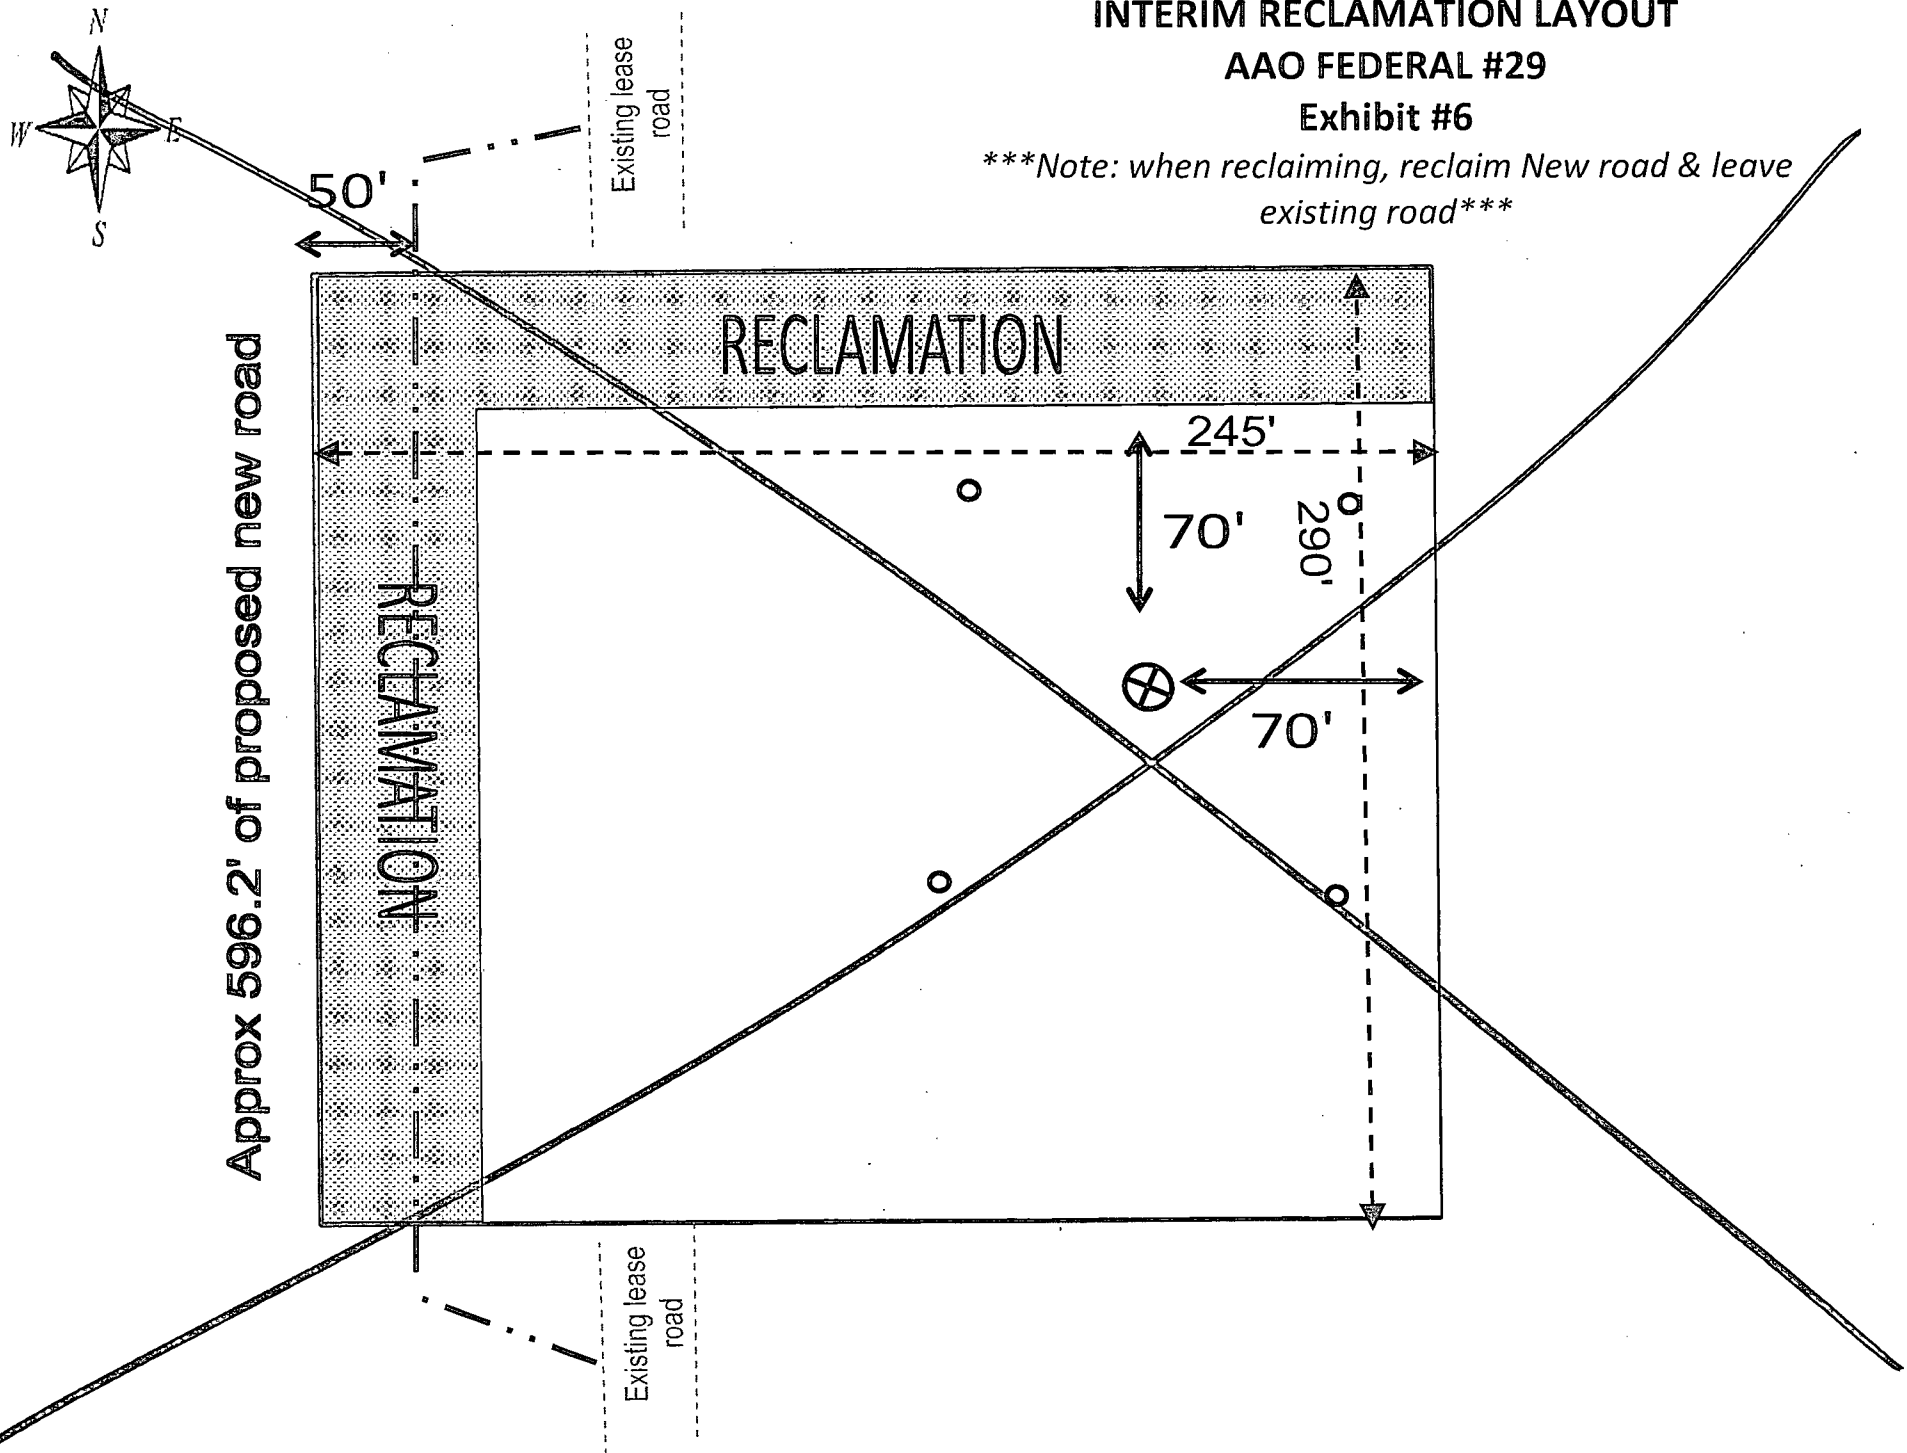 INTERIM RECLAMATION LAYOUT
AAO FEDERAL #29
Exhibit #6
***Note: when reclaiming, reclaim New road & leave
existing road***
N
W
E
S
50'
Existing lease
road
RECLAMATION
245'
70'
290'
70'
RECLAMATION
Approx 596.2' of proposed new road
Existing lease
road